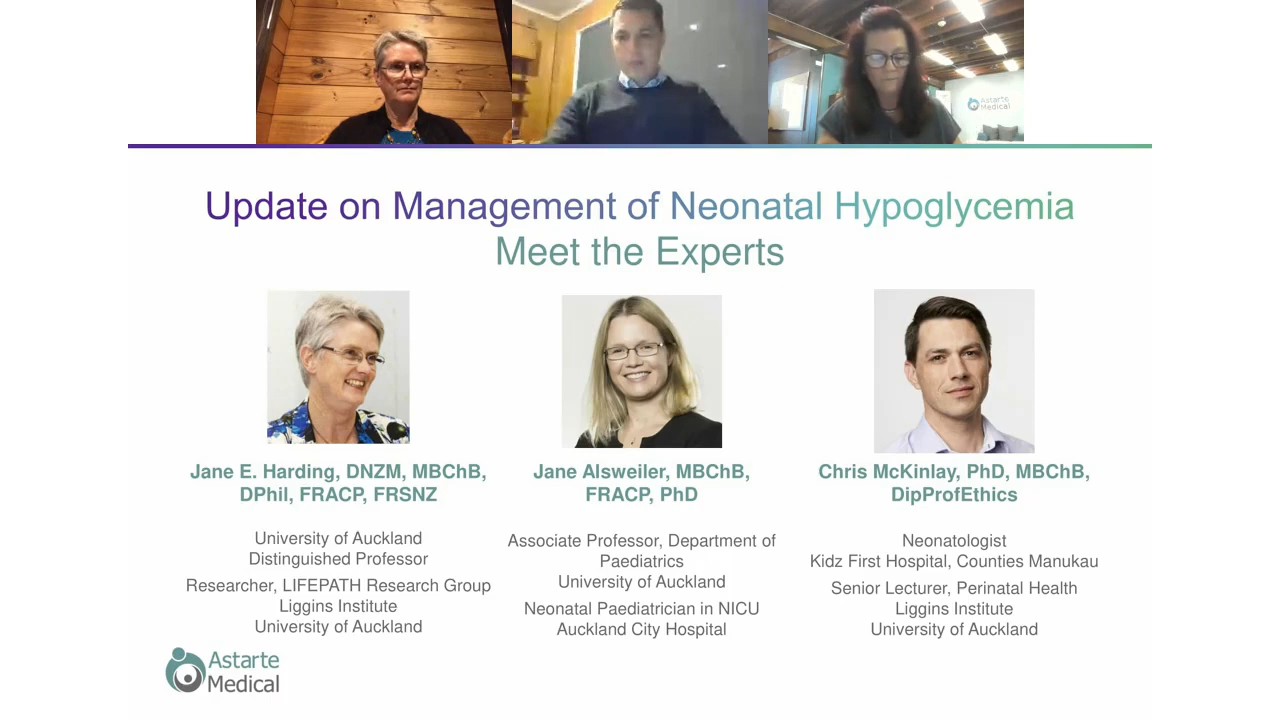 Astarte
Medical
Update on Management of Neonatal Hypoglycemia
Meet the Experts
Jane E. Harding, DNZM, MBChB,
DPhil, FRACP, FRSNZ
University of Auckland
Distinguished Professor
Researcher, LIFEPATH Research Group
Liggins Institute
University of Auckland
Jane Alsweiler, MBChB,
FRACP, PhD
Associate Professor, Department of
Paediatrics
University of Auckland
Neonatal Paediatrician in NICU
Auckland City Hospital
Chris McKinlay, PhD, MBChB,
DipProfEthics
Neonatologist
Kidz First Hospital, Counties Manukau
Senior Lecturer, Perinatal Health
Liggins Institute
University of Auckland
Astarte
Medical